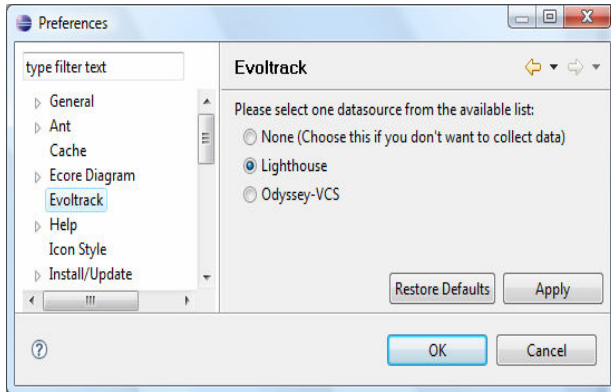 Preferences
type filter text
General
Ant
Cache
Ecore Diagram
Evoltrack
Help
Icon Style
Install/Update
Evoltrack
Please select one datasource from the available list:
None (Choose this if you don't want to collect data)
Lighthouse
Odyssey-VCS
Restore Defaults
Apply
?
OK
Cancel